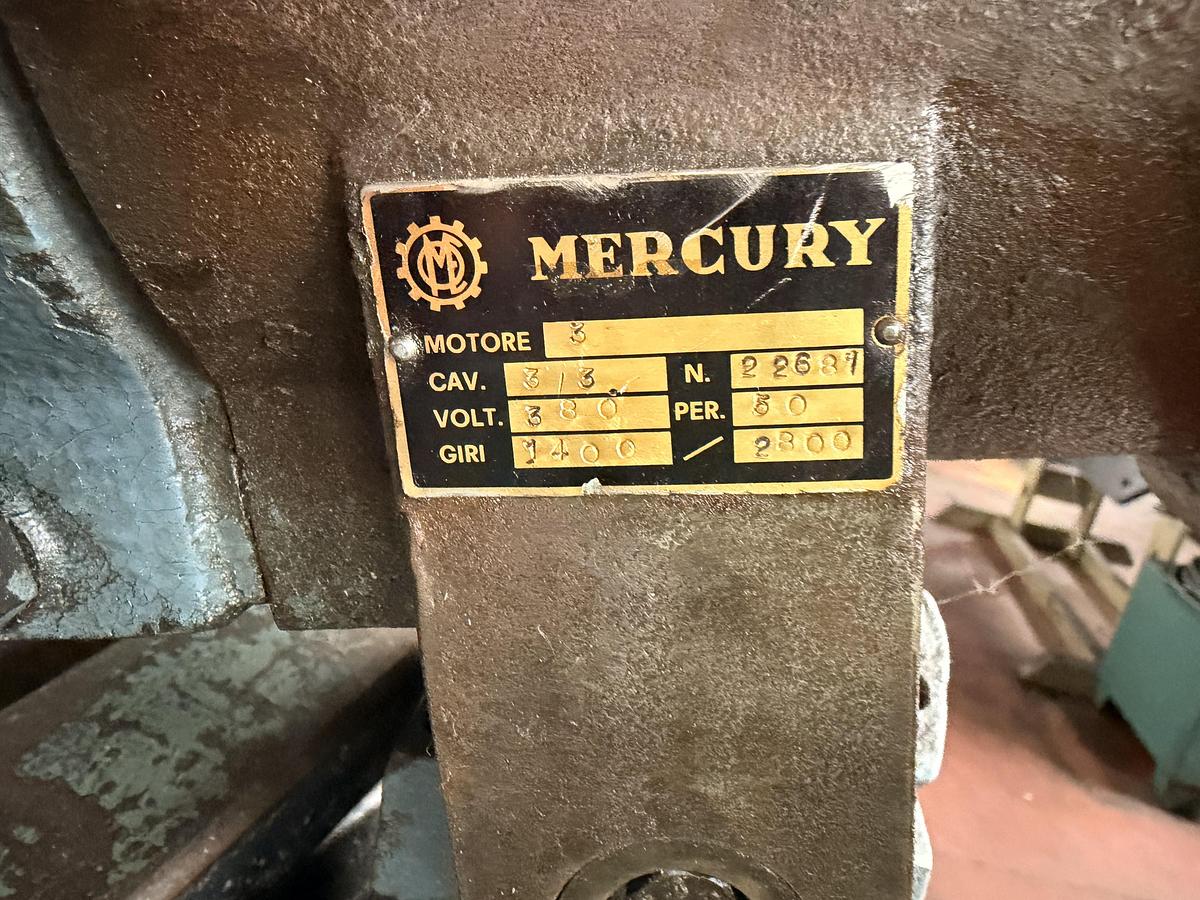 MERCURY
MOTORE 3
CAV. 3/3 N. 22687
VOLT. 380 PER. 50
GIRI 1400 / 2800